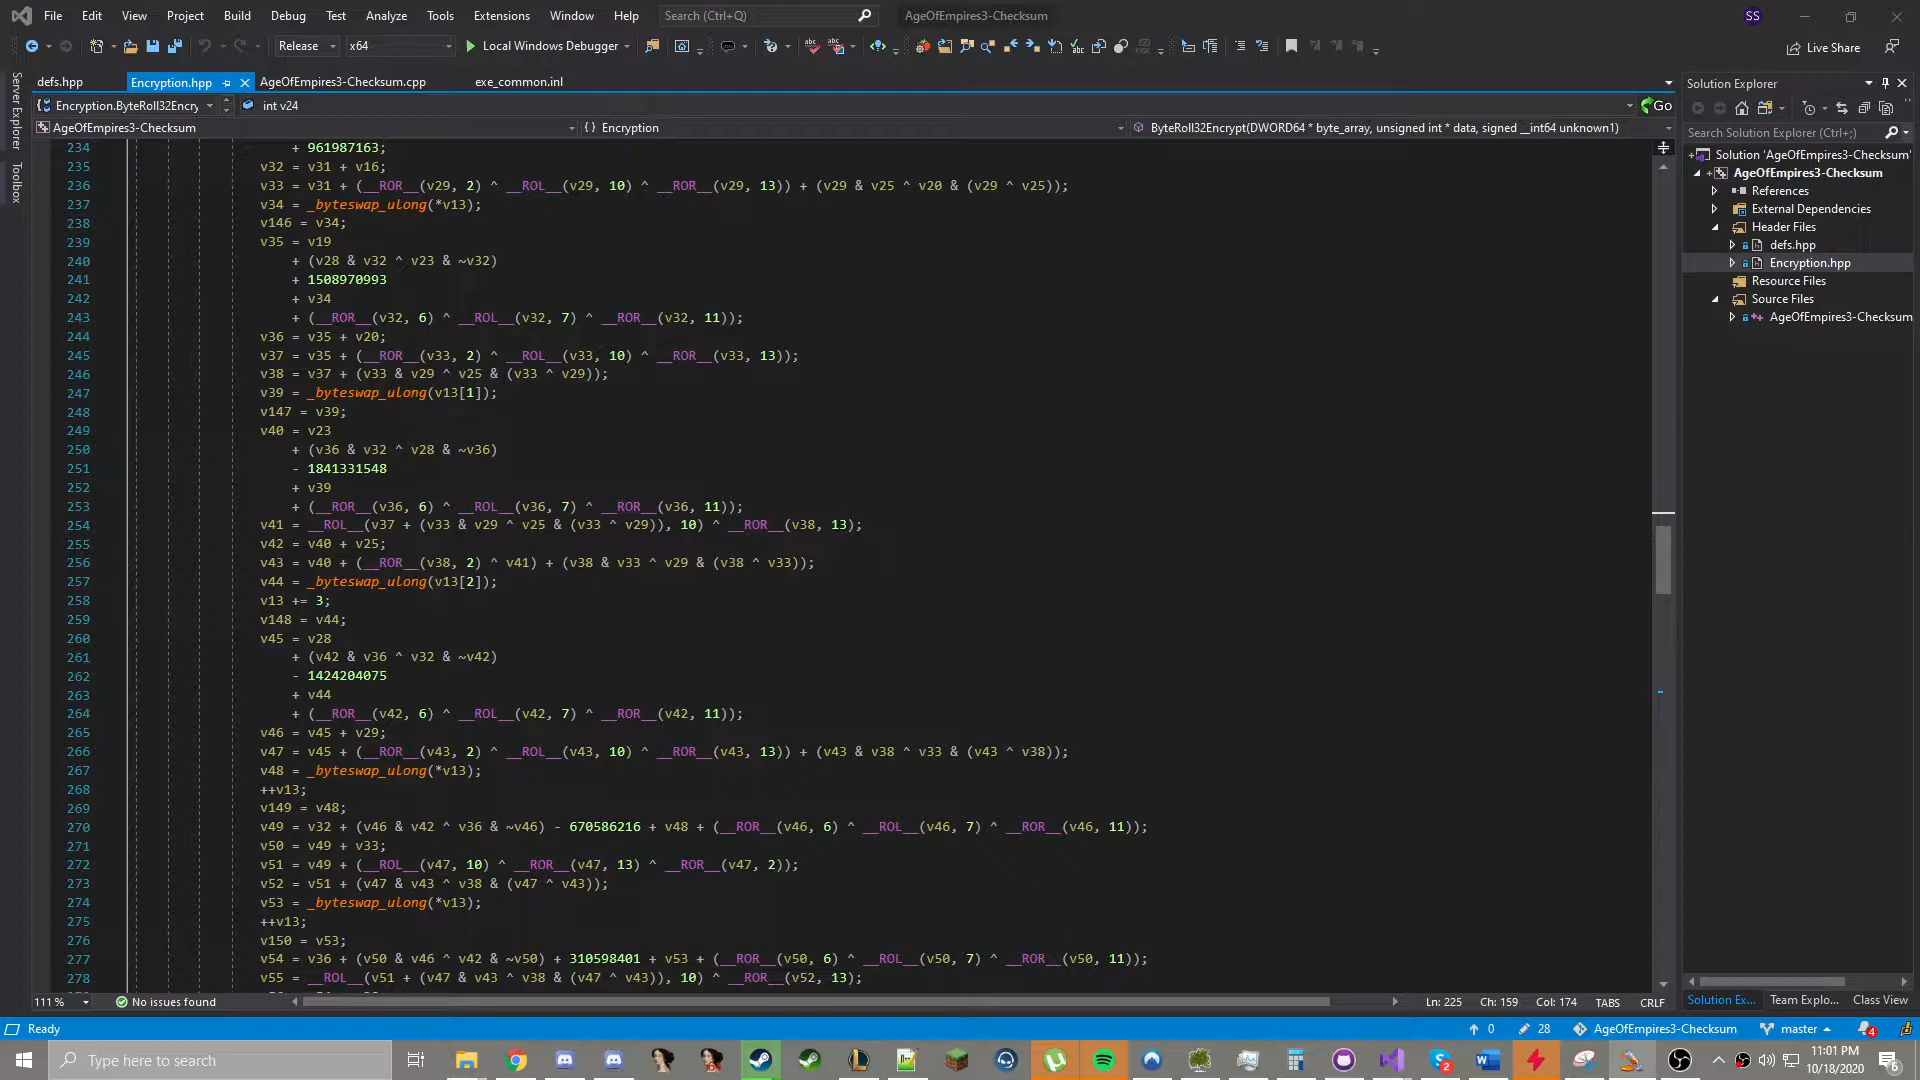 File Edit View Project Build Debug Test Analyze Tools Extensions Window Help Search (Ctrl+Q) AgeOfEmpires3-Checksum SS
Release x64 Local Windows Debugger Live Share
Server Explorer
Toolbox
defs.hpp Encryption.hpp AgeOfEmpires3-Checksum.cpp exe_common.inl
Encryption.ByteRoll32Encry int v24 Go
AgeOfEmpires3-Checksum {} Encryption ByteRoll32Encrypt(DWORD64 * byte_array, unsigned int * data, signed __int64 unknown1)
234 + 961987163;
235 v32 = v31 + v16;
236 v33 = v31 + (__ROR__(v29, 2) ^ __ROL__(v29, 10) ^ __ROR__(v29, 13)) + (v29 & v25 ^ v20 & (v29 ^ v25));
237 v34 = _byteswap_ulong(*v13);
238 v146 = v34;
239 v35 = v19
240 + (v28 & v32 ^ v23 & ~v32)
241 + 1508970993
242 + v34
243 + (__ROR__(v32, 6) ^ __ROL__(v32, 7) ^ __ROR__(v32, 11));
244 v36 = v35 + v20;
245 v37 = v35 + (__ROR__(v33, 2) ^ __ROL__(v33, 10) ^ __ROR__(v33, 13));
246 v38 = v37 + (v33 & v29 ^ v25 & (v33 ^ v29));
247 v39 = _byteswap_ulong(v13[1]);
248 v147 = v39;
249 v40 = v23
250 + (v36 & v32 ^ v28 & ~v36)
251 - 1841331548
252 + v39
253 + (__ROR__(v36, 6) ^ __ROL__(v36, 7) ^ __ROR__(v36, 11));
254 v41 = __ROL__(v37 + (v33 & v29 ^ v25 & (v33 ^ v29)), 10) ^ __ROR__(v38, 13);
255 v42 = v40 + v25;
256 v43 = v40 + (__ROR__(v38, 2) ^ v41) + (v38 & v33 ^ v29 & (v38 ^ v33));
257 v44 = _byteswap_ulong(v13[2]);
258 v13 += 3;
259 v148 = v44;
260 v45 = v28
261 + (v42 & v36 ^ v32 & ~v42)
262 - 1424204075
263 + v44
264 + (__ROR__(v42, 6) ^ __ROL__(v42, 7) ^ __ROR__(v42, 11));
265 v46 = v45 + v29;
266 v47 = v45 + (__ROR__(v43, 2) ^ __ROL__(v43, 10) ^ __ROR__(v43, 13)) + (v43 & v38 ^ v33 & (v43 ^ v38));
267 v48 = _byteswap_ulong(*v13);
268 ++v13;
269 v149 = v48;
270 v49 = v32 + (v46 & v42 ^ v36 & ~v46) - 670586216 + v48 + (__ROR__(v46, 6) ^ __ROL__(v46, 7) ^ __ROR__(v46, 11));
271 v50 = v49 + v33;
272 v51 = v49 + (__ROL__(v47, 10) ^ __ROR__(v47, 13) ^ __ROR__(v47, 2));
273 v52 = v51 + (v47 & v43 ^ v38 & (v47 ^ v43));
274 v53 = _byteswap_ulong(*v13);
275 ++v13;
276 v150 = v53;
277 v54 = v36 + (v50 & v46 ^ v42 & ~v50) + 310598401 + v53 + (__ROR__(v50, 6) ^ __ROL__(v50, 7) ^ __ROR__(v50, 11));
278 v55 = __ROL__(v51 + (v47 & v43 ^ v38 & (v47 ^ v43)), 10) ^ __ROR__(v52, 13);
111 % No issues found Ln: 225 Ch: 159 Col: 174 TABS CRLF
Solution Explorer
Search Solution Explorer (Ctrl+;)
Solution 'AgeOfEmpires3-Checksum'
AgeOfEmpires3-Checksum
References
External Dependencies
Header Files
defs.hpp
Encryption.hpp
Resource Files
Source Files
AgeOfEmpires3-Checksum
Solution Ex... Team Explo... Class View
Ready 0 28 AgeOfEmpires3-Checksum master 4
Type here to search 2 11:01 PM
10/18/2020 6